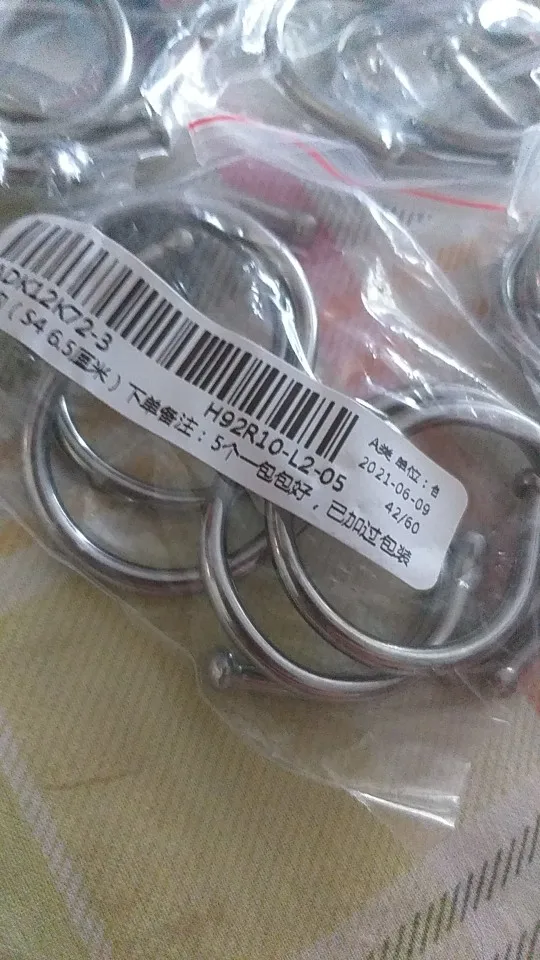 DK12K72-3
(S4 6.5厘米) 下单备注：5个一包包好，已加过包装
H92R10-L2-05
A类 单位：包
2021-06-09
42/60